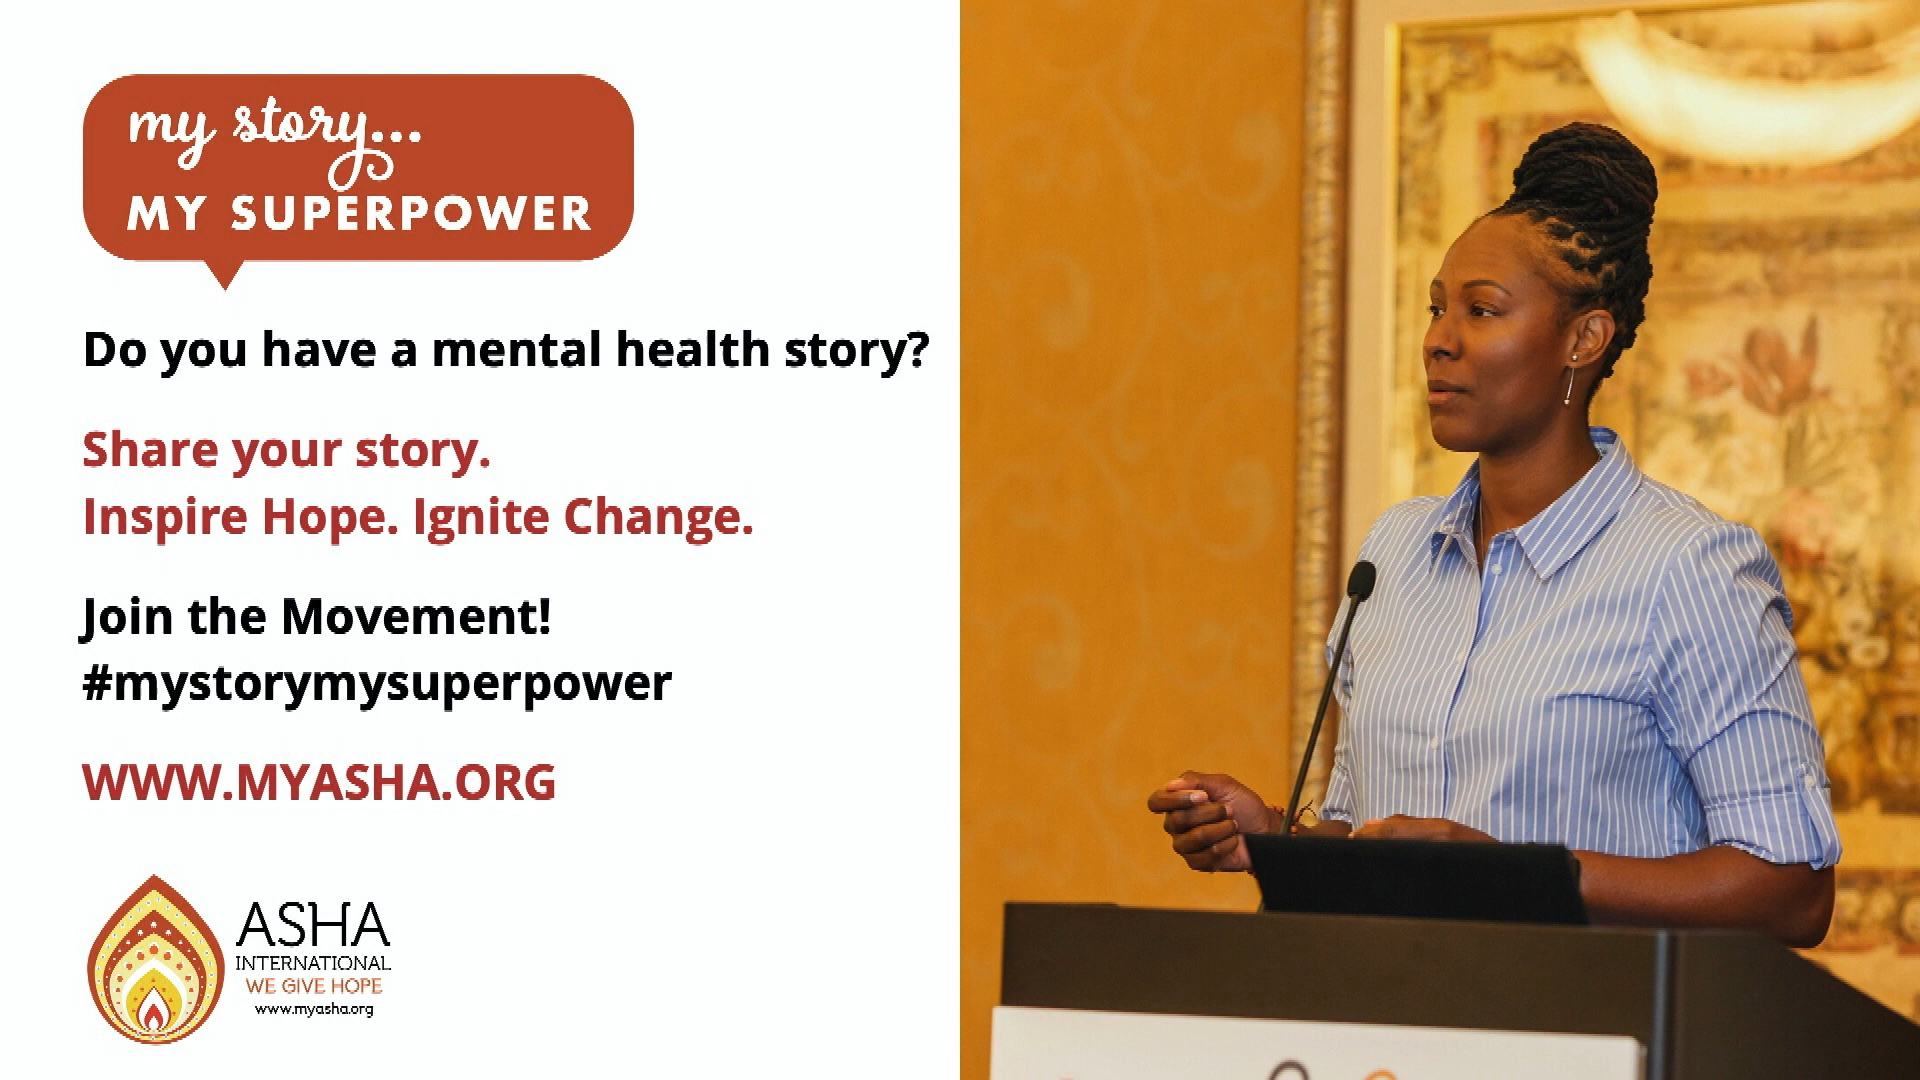 my story...
MY SUPERPOWER
Do you have a mental health story?
Share your story.
Inspire Hope. Ignite Change.
Join the Movement!
#mystorymysuperpower
WWW.MYASHA.ORG
ASHA
INTERNATIONAL
WE GIVE HOPE
www.myasha.org